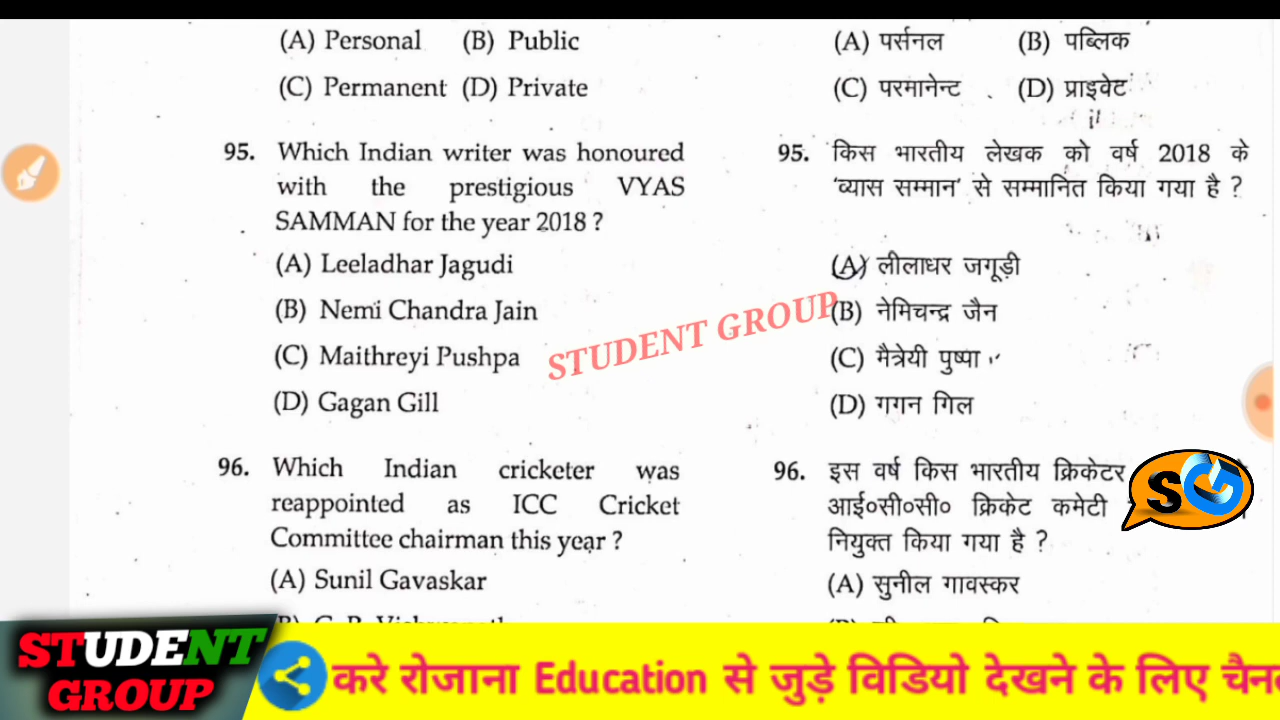 (A) Personal (B) Public
(C) Permanent (D) Private
95. Which Indian writer was honoured
with the prestigious VYAS
SAMMAN for the year 2018 ?
(A) Leeladhar Jagudi
(B) Nemi Chandra Jain
(C) Maithreyi Pushpa
(D) Gagan Gill
96. Which Indian cricketer was
reappointed as ICC Cricket
Committee chairman this year ?
(A) Sunil Gavaskar
(A) पर्सनल (B) पब्लिक
(C) परमानेन्ट (D) प्राइवेट
95. किस भारतीय लेखक को वर्ष 2018 के
‘व्यास सम्मान’ से सम्मानित किया गया है ?
(A) लीलाधर जगूड़ी
(B) नेमिचन्द्र जैन
(C) मैत्रेयी पुष्पा
(D) गगन गिल
96. इस वर्ष किस भारतीय क्रिकेटर
आई०सी०सी० क्रिकेट कमेटी
नियुक्त किया गया है ?
(A) सुनील गावस्कर
STUDENT GROUP
SG
STUDENT
GROUP
करे रोजाना Education से जुड़े विडियो देखने के लिए